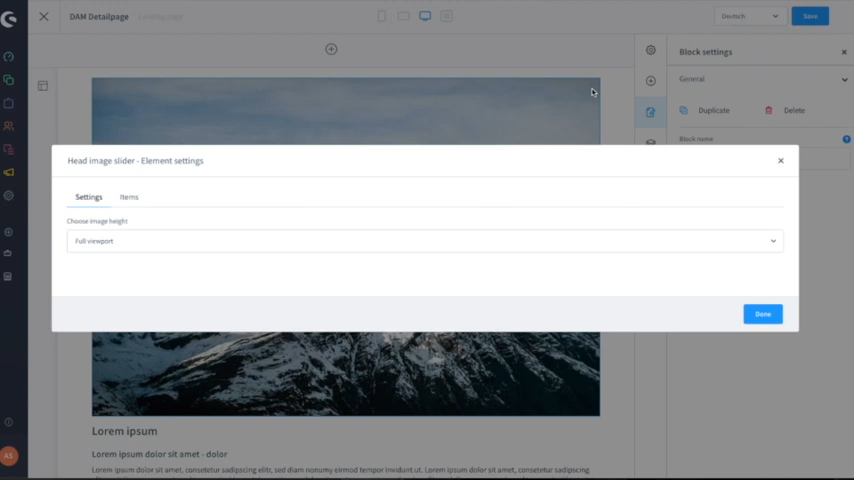 DAM Detailpage Landing page
Deutsch
Save
Block settings
General
Duplicate
Delete
Block name
?
Head image slider - Element settings
Settings
Items
Choose image height
Full viewport
Done
Lorem ipsum
Lorem ipsum dolor sit amet - dolor
Lorem ipsum dolor sit amet, consetetur sadipscing elitr, sed diam nonumy eirmod tempor invidunt ut. Lorem ipsum dolor sit amet, consetetur sadipscing
AS